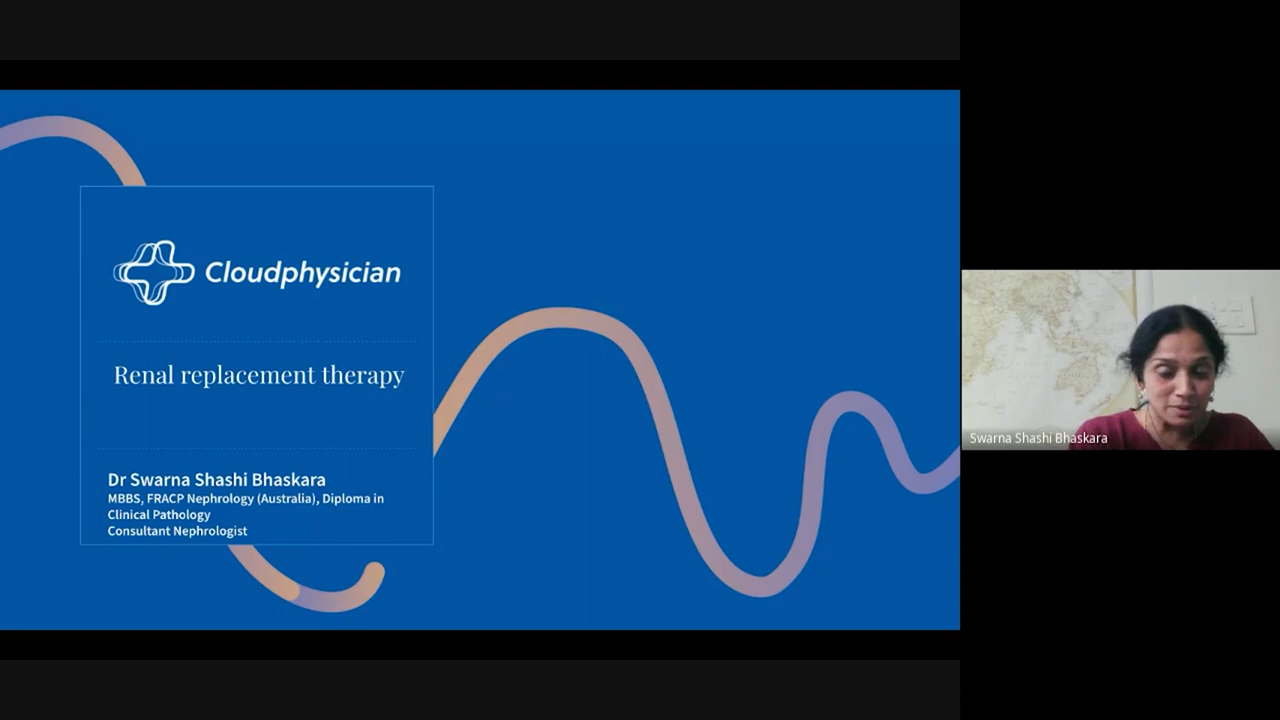 Cloudphysician
Renal replacement therapy
Dr Swarna Shashi Bhaskara
MBBS, FRACP Nephrology (Australia), Diploma in
Clinical Pathology
Consultant Nephrologist
Swarna Shashi Bhaskara